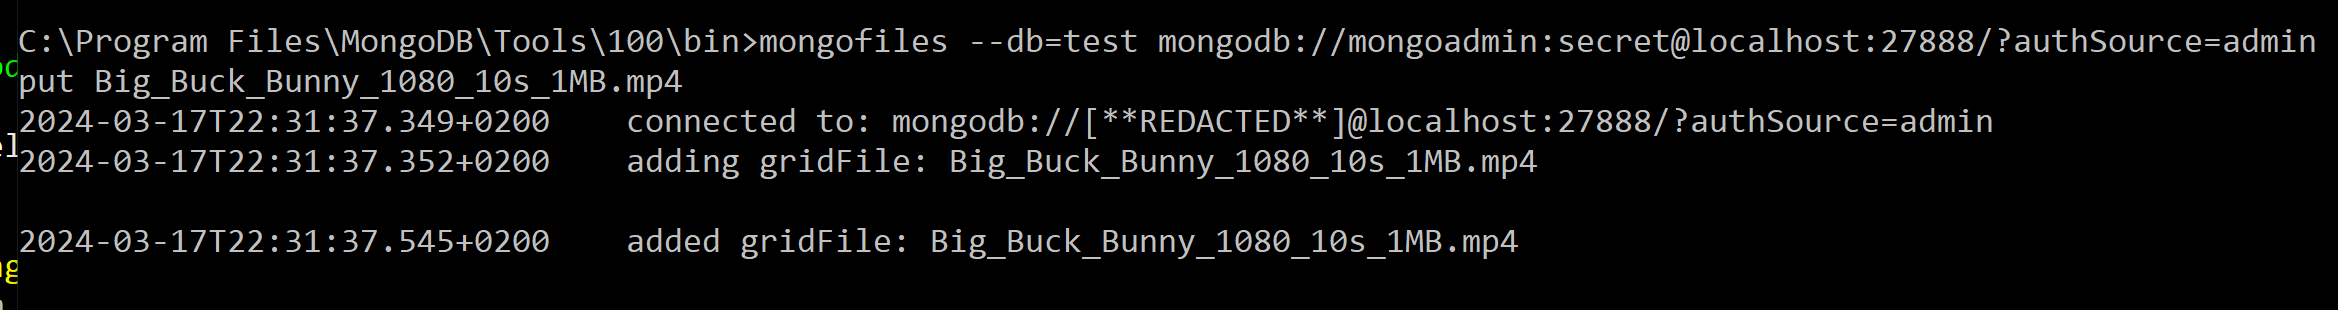 C:\Program Files\MongoDB\Tools\100\bin>mongofiles --db=test mongodb://mongoadmin:secret@localhost:27888/?authSource=admin
put Big_Buck_Bunny_1080_10s_1MB.mp4
2024-03-17T22:31:37.349+0200    connected to: mongodb://[**REDACTED**]@localhost:27888/?authSource=admin
2024-03-17T22:31:37.352+0200    adding gridFile: Big_Buck_Bunny_1080_10s_1MB.mp4
2024-03-17T22:31:37.545+0200    added gridFile: Big_Buck_Bunny_1080_10s_1MB.mp4